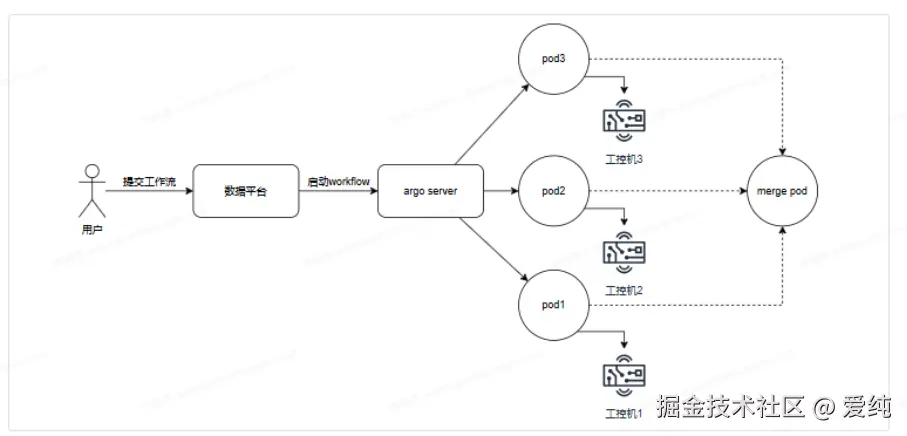 pod3
工控机3
提交工作流
数据平台
启动workflow
argo server
pod2
merge pod
用户
工控机2
pod1
工控机1
掘金技术社区 @ 爱纯